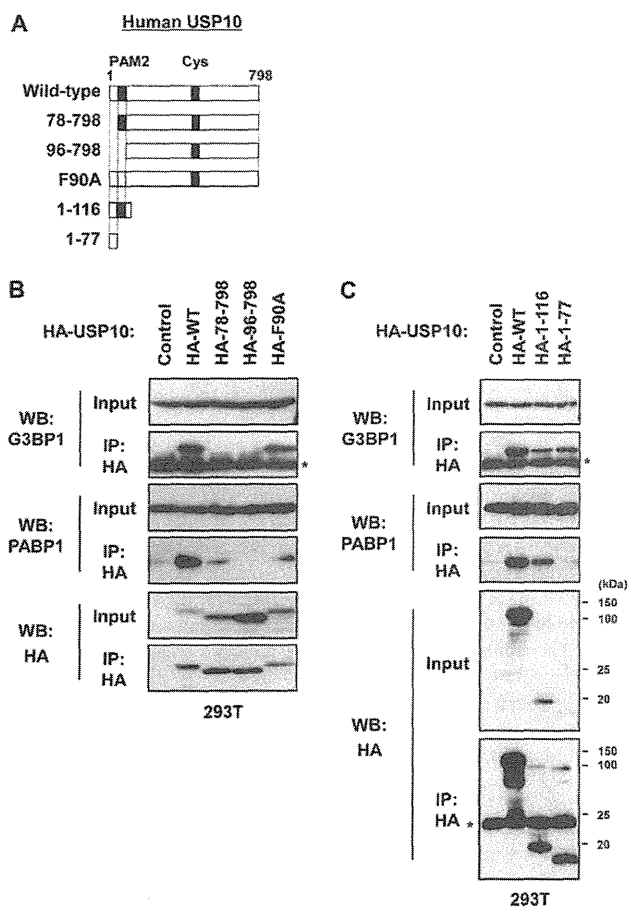 A
Human USP10
PAM2 Cys
1 798
Wild-type
78-798
96-798
F90A
1-116
1-77
B
HA-USP10:
Control
HA-WT
HA-78-798
HA-96-798
HA-F90A
WB:
G3BP1
Input
IP:
HA
*
WB:
PABP1
Input
IP:
HA
WB:
HA
Input
IP:
HA
293T
C
HA-USP10:
Control
HA-WT
HA-1-116
HA-1-77
WB:
G3BP1
Input
IP:
HA
*
WB:
PABP1
Input
IP:
HA
(kDa)
WB:
HA
Input
150
100
25
20
IP:
HA
*
150
100
25
20
293T